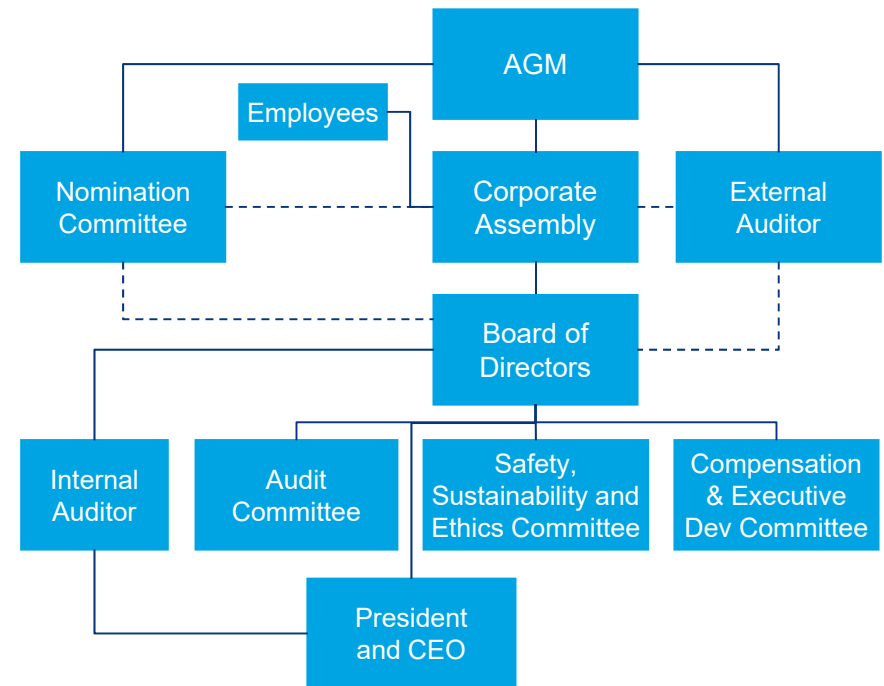 AGM
Employees
Nomination
Committee
Corporate
Assembly
External
Auditor
Board of
Directors
Internal
Auditor
Audit
Committee
Safety,
Sustainability and
Ethics Committee
Compensation
& Executive
Dev Committee
President
and CEO